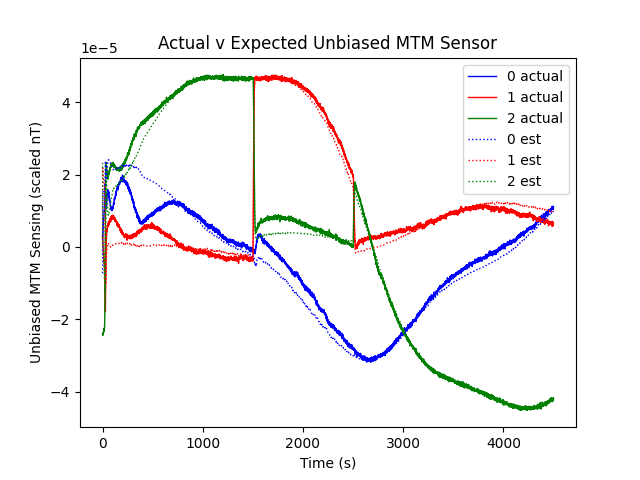 Actual v Expected Unbiased MTM Sensor
1e−5
Unbiased MTM Sensing (scaled nT)
4
2
0
−2
−4
0 actual
1 actual
2 actual
0 est
1 est
2 est
0
1000
2000
3000
4000
Time (s)